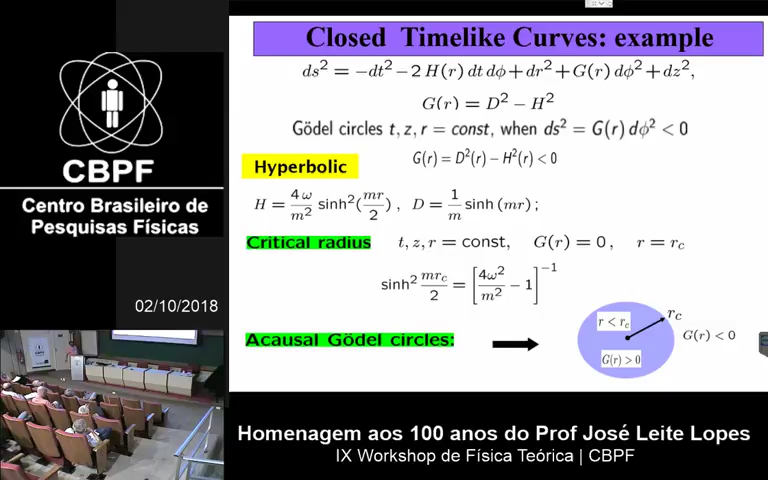 CBPF
Centro Brasileiro de
Pesquisas Físicas
02/10/2018
Closed Timelike Curves: example
ds² = −dt² − 2 H(r) dt dϕ + dr² + G(r) dϕ² + dz²,
G(r) = D² − H²
Gödel circles t, z, r = const, when ds² = G(r) dϕ² < 0
Hyperbolic
G(r) = D²(r) − H²(r) < 0
H = 4ω/m² sinh²(mr/2) , D = 1/m sinh (mr) ;
Critical radius t, z, r = const, G(r) = 0 , r = r_c
sinh² mr_c/2 = [4ω²/m² − 1]⁻¹
Acausal Gödel circles:
r < r_c
r_c
G(r) < 0
G(r) > 0
Homenagem aos 100 anos do Prof José Leite Lopes
IX Workshop de Física Teórica | CBPF